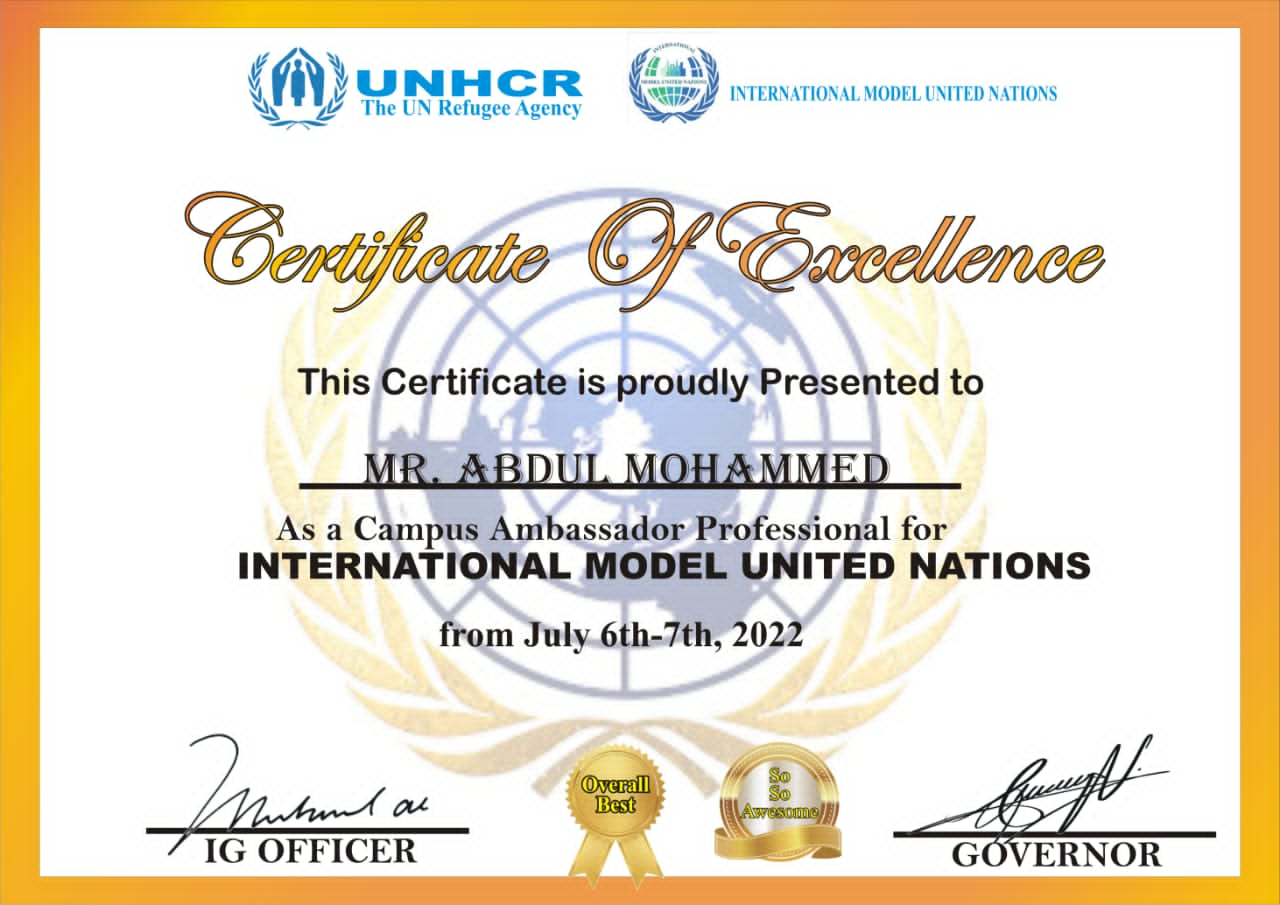 UNHCR
The UN Refugee Agency
INTERNATIONAL
MODEL UNITED NATIONS
INTERNATIONAL MODEL UNITED NATIONS
Certificate Of Excellence
This Certificate is proudly Presented to
MR. ABDUL MOHAMMED
As a Campus Ambassador Professional for
INTERNATIONAL MODEL UNITED NATIONS
from July 6th-7th, 2022
Overall
Best
So
So
Awesome
IG OFFICER
GOVERNOR